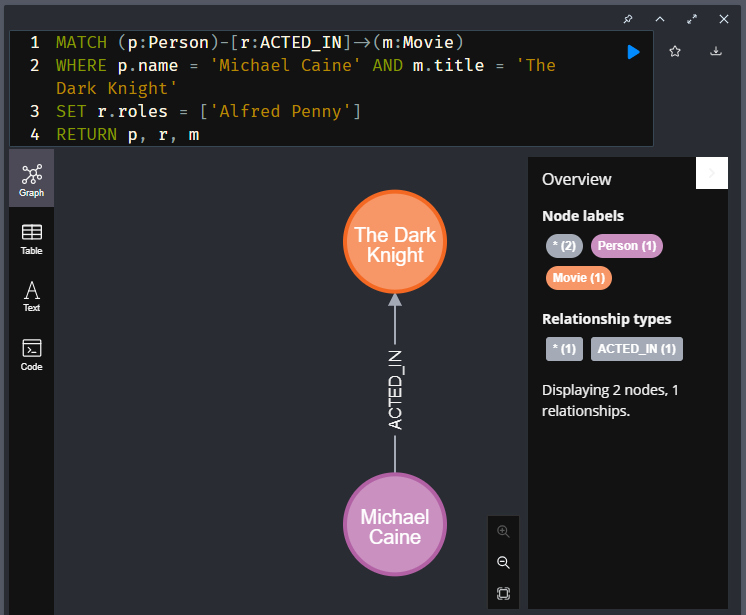 1 MATCH (p:Person)-[r:ACTED_IN]->(m:Movie)
2 WHERE p.name = 'Michael Caine' AND m.title = 'The
Dark Knight'
3 SET r.roles = ['Alfred Penny']
4 RETURN p, r, m
Graph
Table
Text
Code
The Dark
Knight
ACTED_IN
Michael
Caine
Overview
Node labels
* (2) Person (1)
Movie (1)
Relationship types
* (1) ACTED_IN (1)
Displaying 2 nodes, 1
relationships.